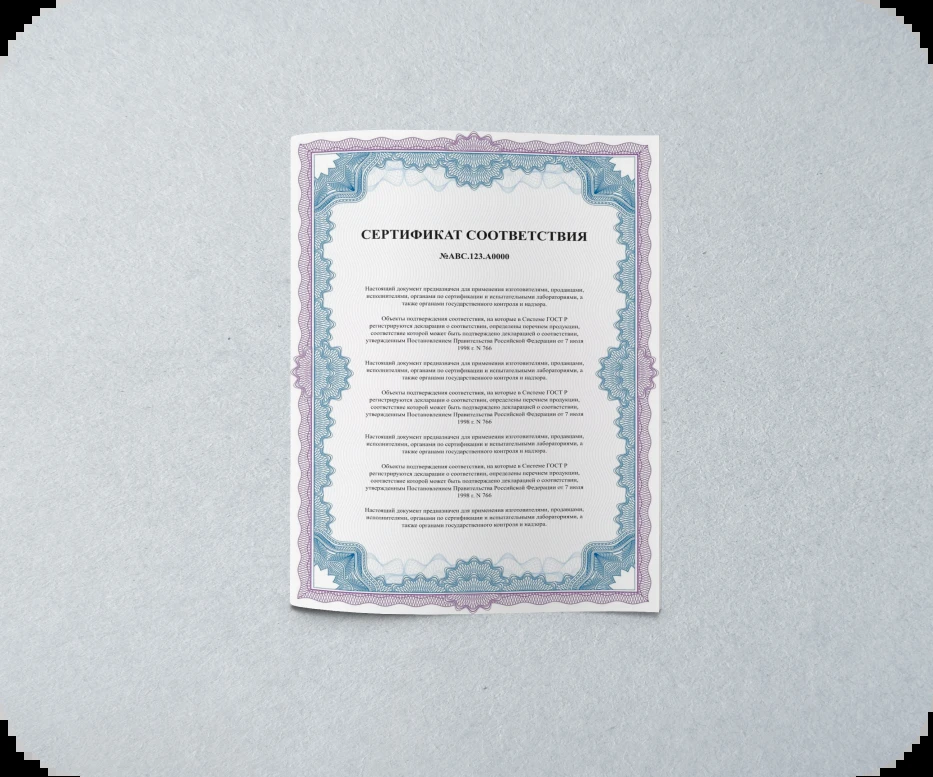 СЕРТИФИКАТ СООТВЕТСТВИЯ
№АВС.123.А0000
Настоящий документ предназначен для применения изготовителями, продавцами,
исполнителями, органами по сертификации и испытательными лабораториями, а
также органами государственного контроля и надзора.
Объекты подтверждения соответствия, на которые в Системе ГОСТ Р
регистрируются декларации о соответствии, определены перечнем продукции,
соответствие которой может быть подтверждено декларацией о соответствии,
утвержденным Постановлением Правительства Российской Федерации от 7 июля
1998 г. N 766
Настоящий документ предназначен для применения изготовителями, продавцами,
исполнителями, органами по сертификации и испытательными лабораториями, а
также органами государственного контроля и надзора.
Объекты подтверждения соответствия, на которые в Системе ГОСТ Р
регистрируются декларации о соответствии, определены перечнем продукции,
соответствие которой может быть подтверждено декларацией о соответствии,
утвержденным Постановлением Правительства Российской Федерации от 7 июля
1998 г. N 766
Настоящий документ предназначен для применения изготовителями, продавцами,
исполнителями, органами по сертификации и испытательными лабораториями, а
также органами государственного контроля и надзора.
Объекты подтверждения соответствия, на которые в Системе ГОСТ Р
регистрируются декларации о соответствии, определены перечнем продукции,
соответствие которой может быть подтверждено декларацией о соответствии,
утвержденным Постановлением Правительства Российской Федерации от 7 июля
1998 г. N 766
Настоящий документ предназначен для применения изготовителями, продавцами,
исполнителями, органами по сертификации и испытательными лабораториями, а
также органами государственного контроля и надзора.